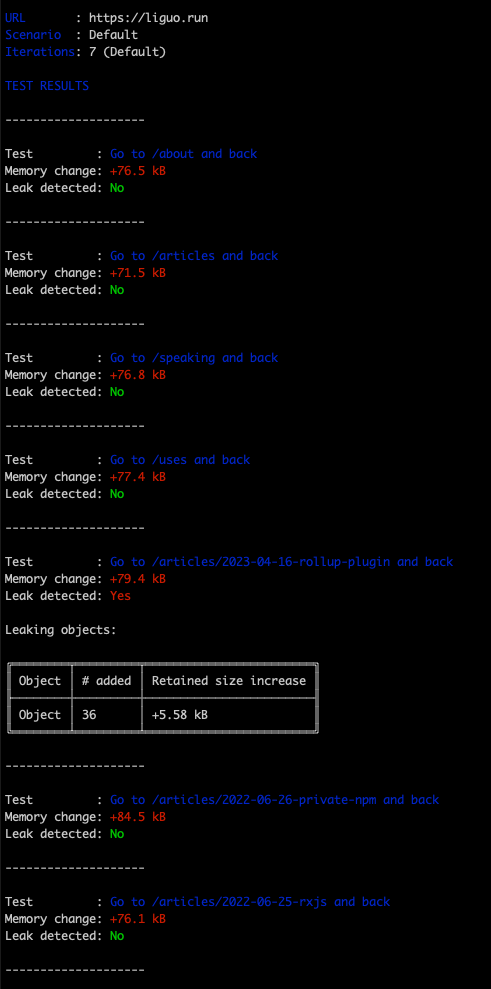 URL       : https://liguo.run
Scenario  : Default
Iterations: 7 (Default)
TEST RESULTS
--------------------
Test         : Go to /about and back
Memory change: +76.5 kB
Leak detected: No
--------------------
Test         : Go to /articles and back
Memory change: +71.5 kB
Leak detected: No
--------------------
Test         : Go to /speaking and back
Memory change: +76.8 kB
Leak detected: No
--------------------
Test         : Go to /uses and back
Memory change: +77.4 kB
Leak detected: No
--------------------
Test         : Go to /articles/2023-04-16-rollup-plugin and back
Memory change: +79.4 kB
Leak detected: Yes
Leaking objects:
Object | # added | Retained size increase
Object | 36 | +5.58 kB
--------------------
Test         : Go to /articles/2022-06-26-private-npm and back
Memory change: +84.5 kB
Leak detected: No
--------------------
Test         : Go to /articles/2022-06-25-rxjs and back
Memory change: +76.1 kB
Leak detected: No
--------------------